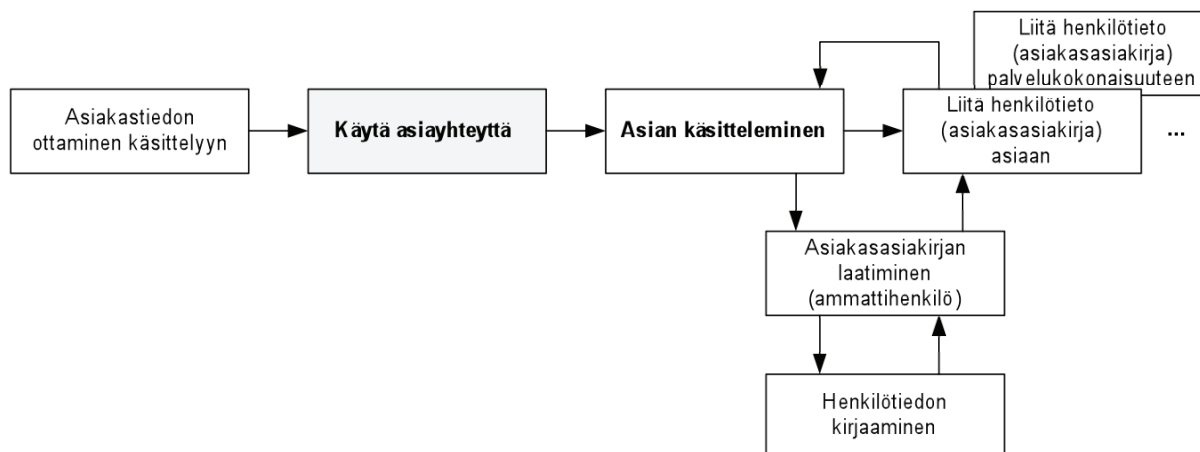 Asiakastiedon
ottaminen käsittelyyn
Käytä asiayhteyttä
Asian käsitteleminen
Liitä henkilötieto
(asiakasasiakirja)
palvelukokonaisuuteen
Liitä henkilötieto
(asiakasasiakirja)
asiaan
...
Asiakasasiakirjan
laatiminen
(ammattihenkilö)
Henkilötiedon
kirjaaminen